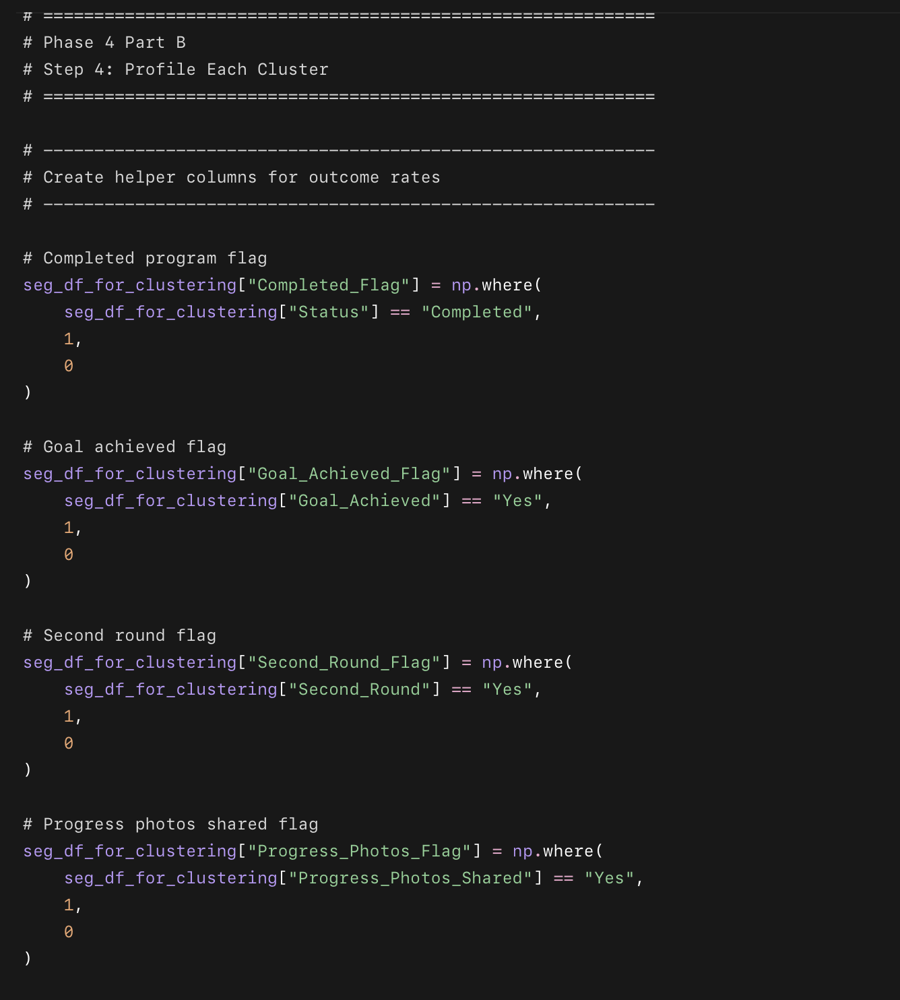 # ============================================================
# Phase 4 Part B
# Step 4: Profile Each Cluster
# ============================================================
# ------------------------------------------------------------
# Create helper columns for outcome rates
# ------------------------------------------------------------
# Completed program flag
seg_df_for_clustering["Completed_Flag"] = np.where(
    seg_df_for_clustering["Status"] == "Completed",
    1,
    0
)
# Goal achieved flag
seg_df_for_clustering["Goal_Achieved_Flag"] = np.where(
    seg_df_for_clustering["Goal_Achieved"] == "Yes",
    1,
    0
)
# Second round flag
seg_df_for_clustering["Second_Round_Flag"] = np.where(
    seg_df_for_clustering["Second_Round"] == "Yes",
    1,
    0
)
# Progress photos shared flag
seg_df_for_clustering["Progress_Photos_Flag"] = np.where(
    seg_df_for_clustering["Progress_Photos_Shared"] == "Yes",
    1,
    0
)